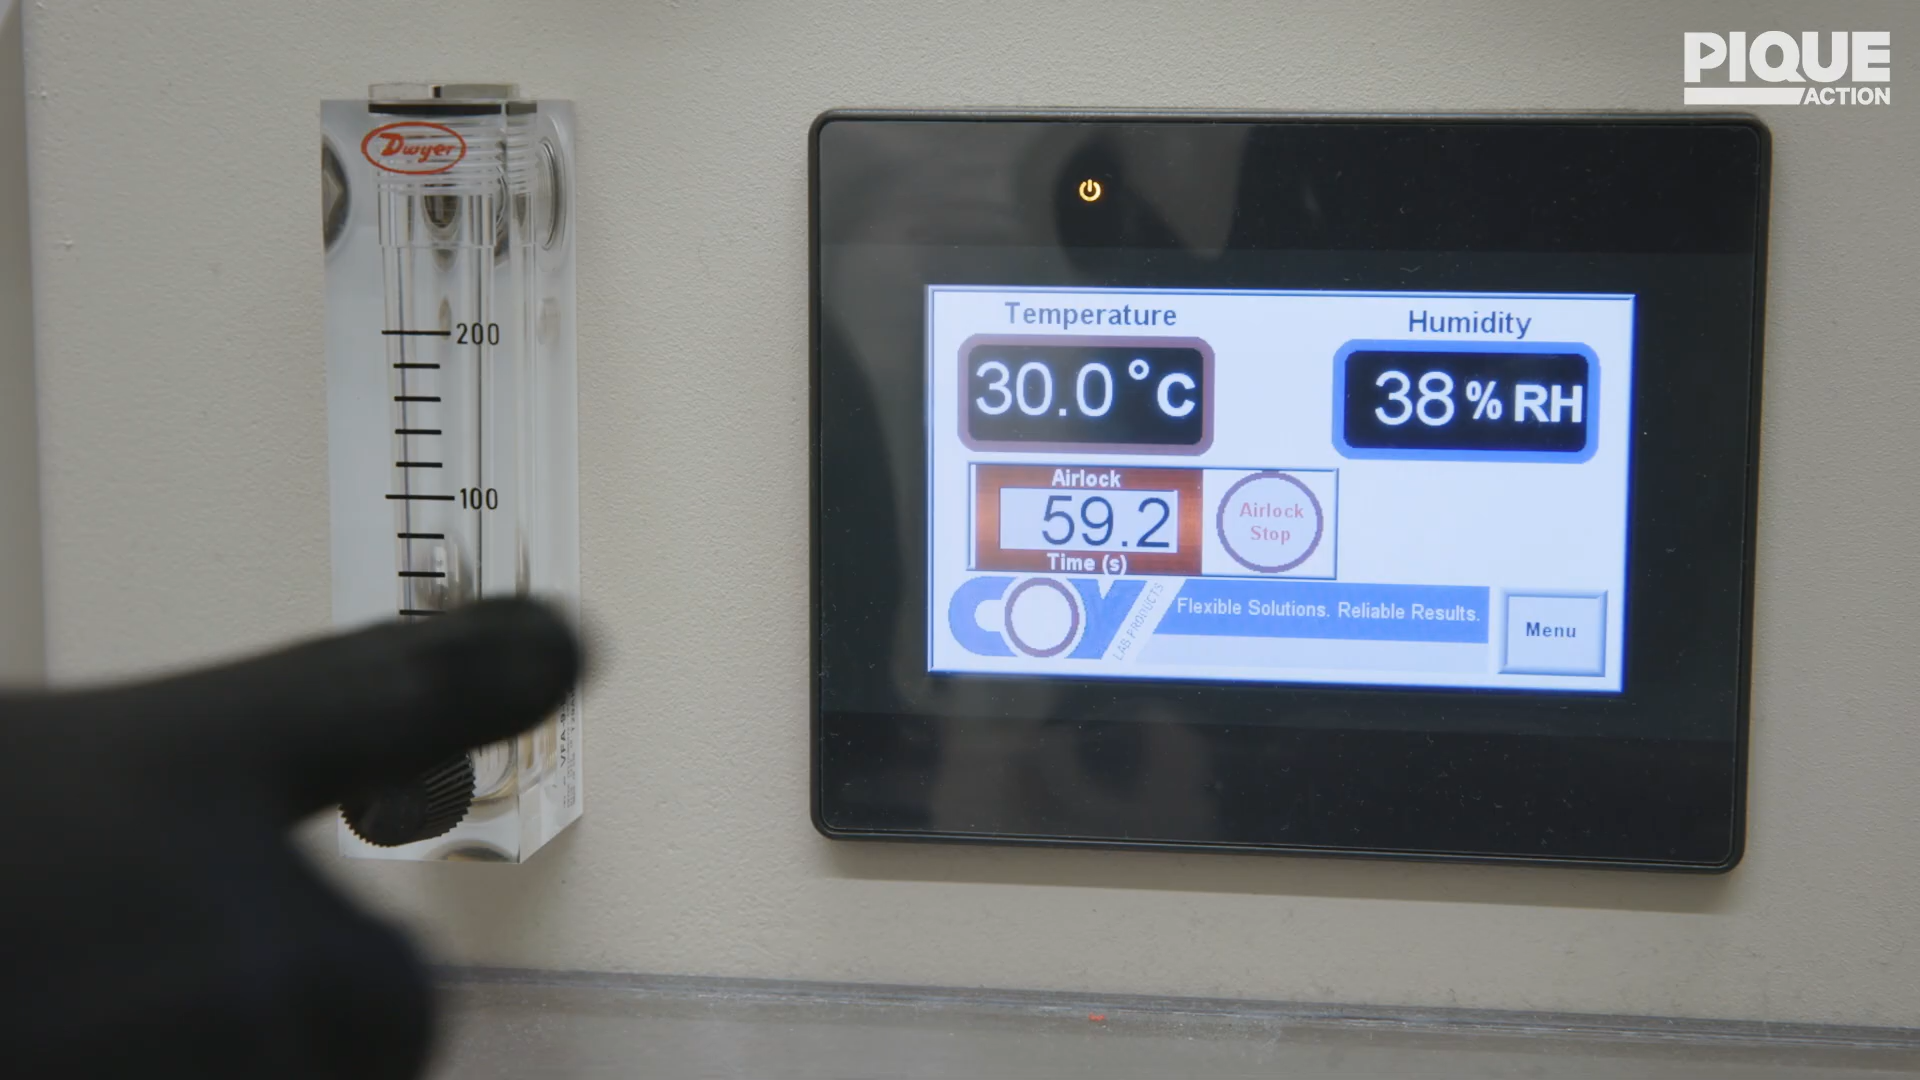 PIQUE
ACTION
Dwyer
200
100
Temperature
30.0 °C
Humidity
38 % RH
Airlock
59.2
Time (s)
Airlock
Stop
COY
LAB PRODUCTS
Flexible Solutions. Reliable Results.
Menu